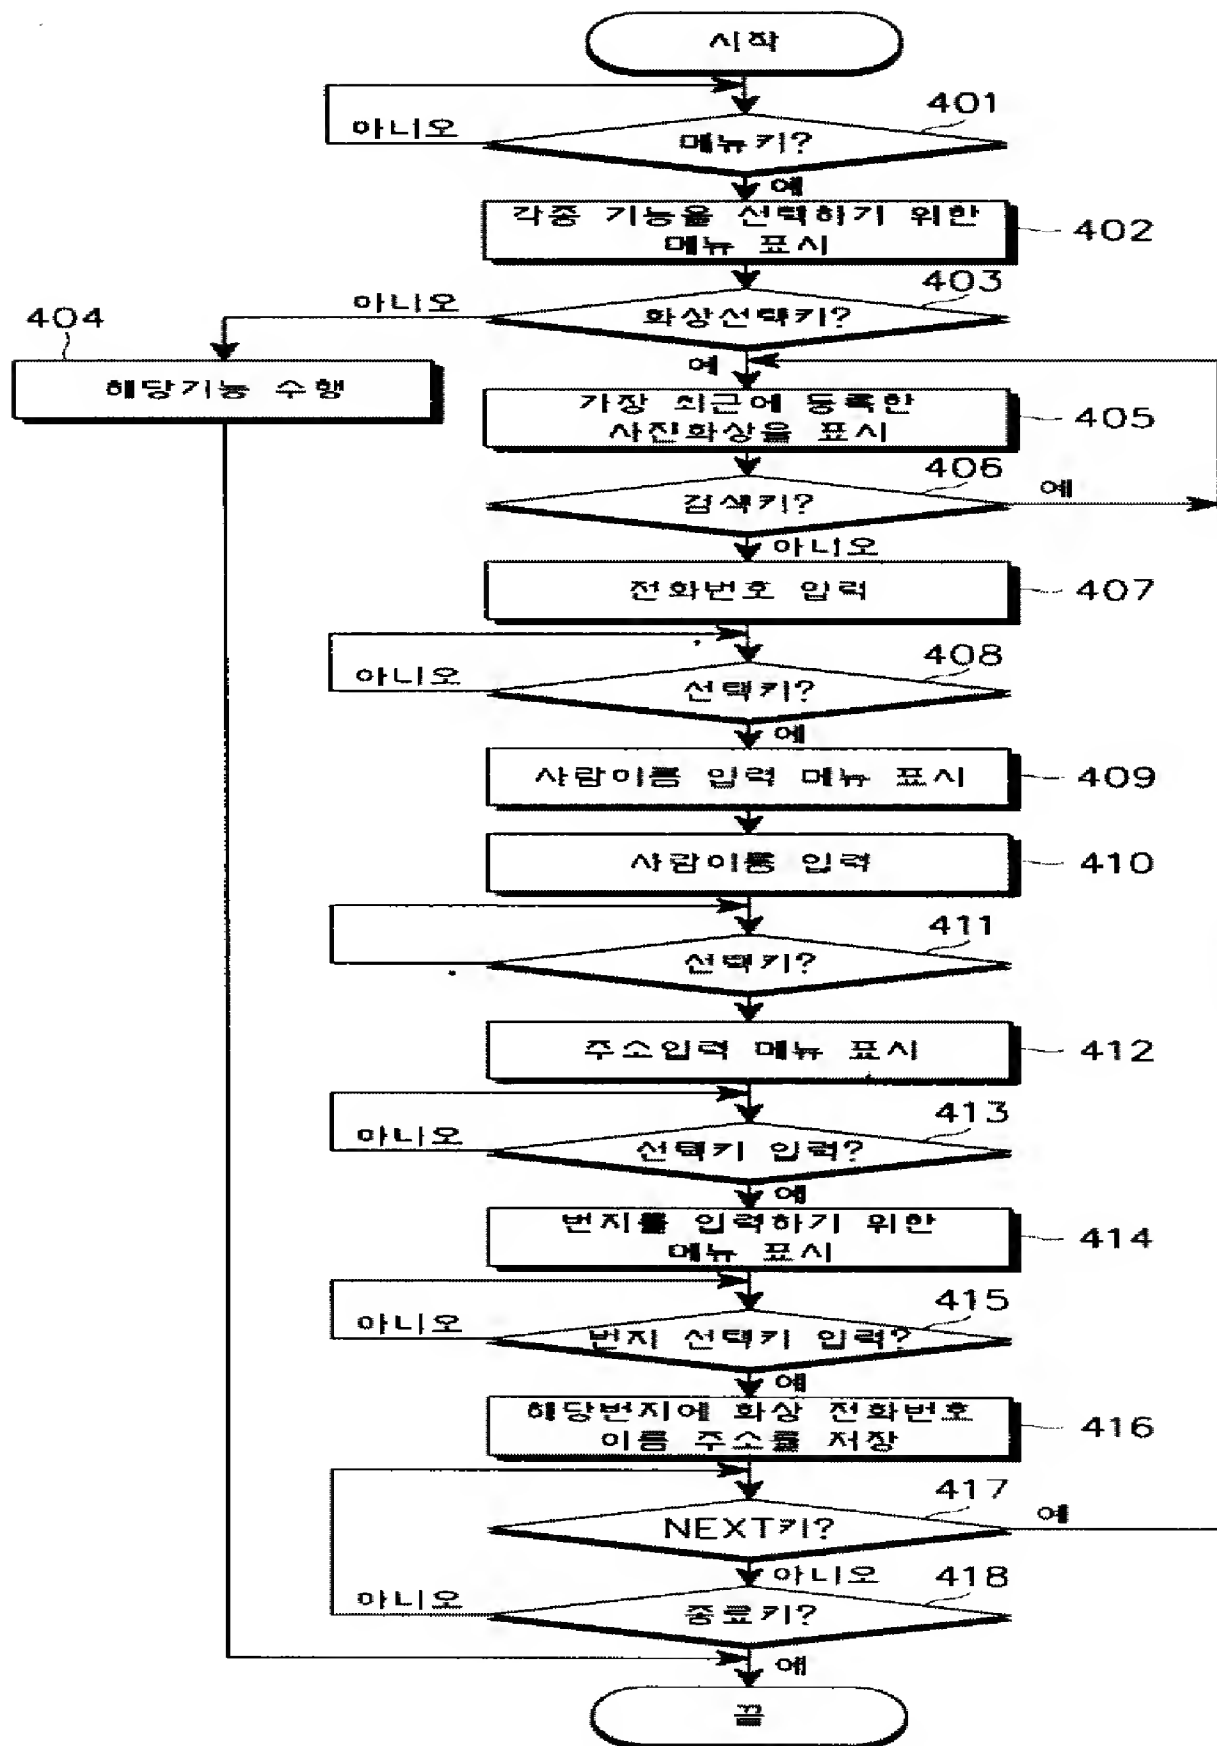 시작
401
아니오
메뉴키?
예
각종 기능을 선택하기 위한
메뉴 표시
402
403
아니오
화상선택키?
404
예
해당기능 수행
가장 최근에 등록한
사진화상을 표시
405
406
예
검색키?
아니오
전화번호 입력
407
408
아니오
선택키?
예
사람이름 입력 메뉴 표시
409
사람이름 입력
410
411
선택키?
주소입력 메뉴 표시
412
413
아니오
선택키 입력?
예
번지를 입력하기 위한
메뉴 표시
414
415
아니오
번지 선택키 입력?
예
해당번지에 화상 전화번호
이름 주소를 저장
416
417
예
NEXT키?
아니오
418
아니오
종료키?
예
끝